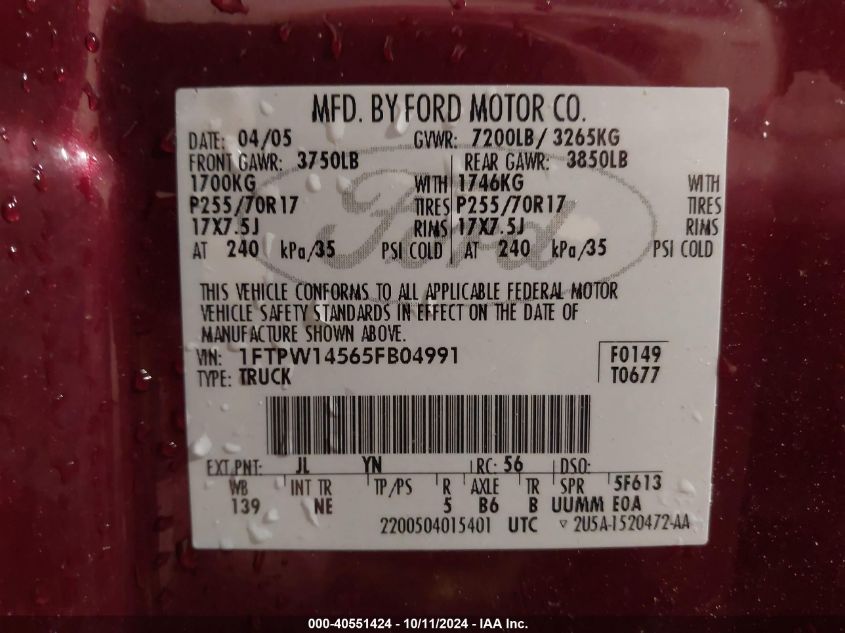 MFD. BY FORD MOTOR CO.
DATE: 04/05 GVWR: 7200LB/ 3265KG
FRONT GAWR: 3750LB REAR GAWR: 3850LB
1700KG WITH 1746KG WITH
P255/70R17 TIRES P255/70R17 TIRES
17X7.5J RIMS 17X7.5J RIMS
AT 240 kPa/35 PSI COLD AT 240 kPa/35 PSI COLD
Ford
THIS VEHICLE CONFORMS TO ALL APPLICABLE FEDERAL MOTOR
VEHICLE SAFETY STANDARDS IN EFFECT ON THE DATE OF
MANUFACTURE SHOWN ABOVE.
VIN: 1FTPW14565FB04991 F0149
TYPE: TRUCK T0677
EXT PNT: JL YN RC: 56 DSO:
WB INT TR TP/PS R AXLE TR SPR 5F613
139 NE 5 B6 B UUMM E0A
2200504015401 UTC ▽ 2U5A-1520472-AA
000-40551424 - 10/11/2024 - IAA Inc.